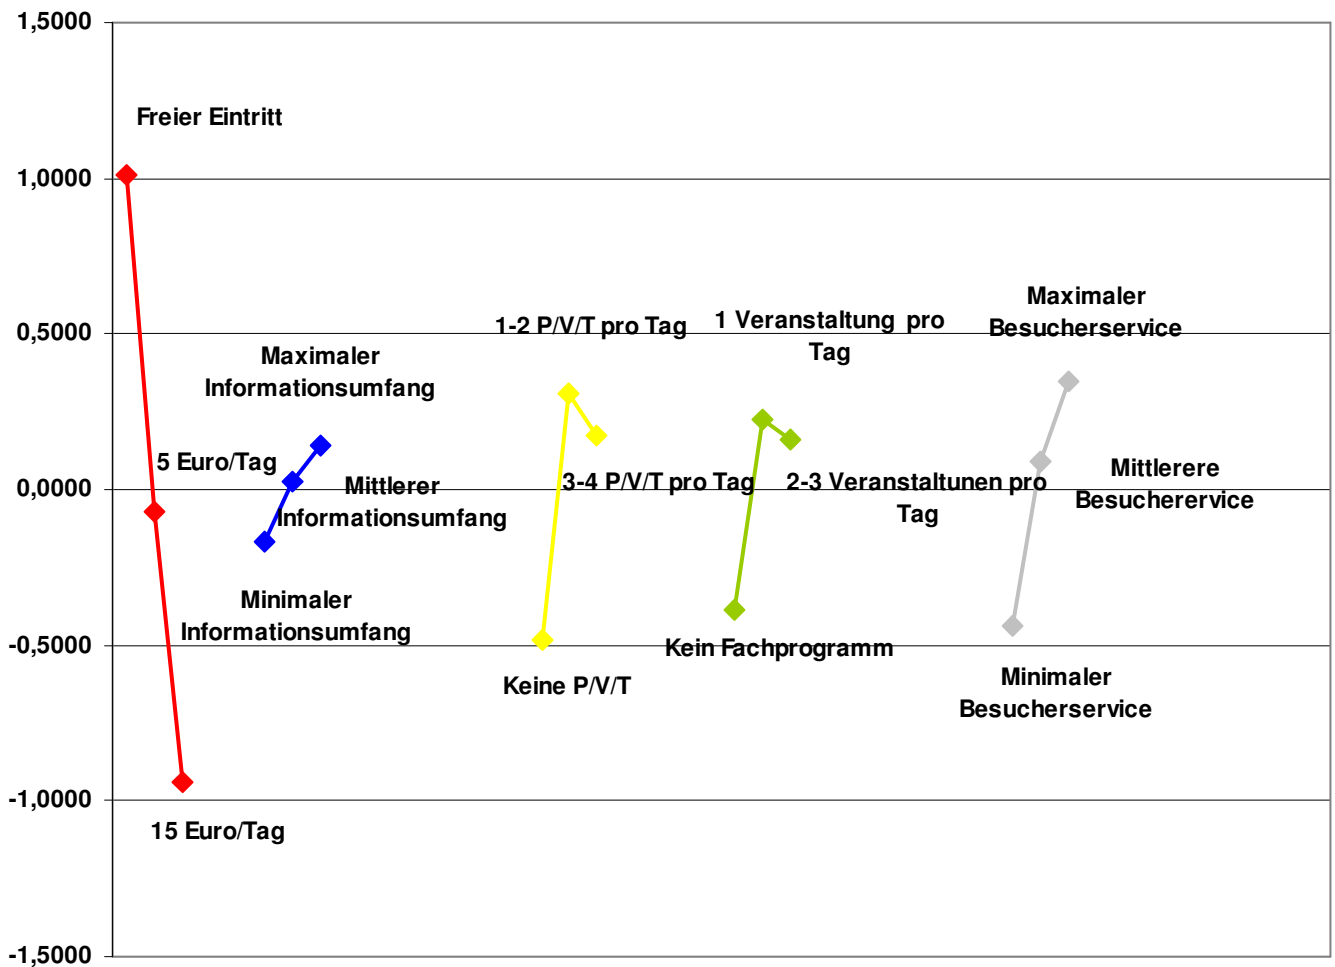 1,5000
Freier Eintritt
1,0000
Maximaler
Besucherservice
1-2 P/V/T pro Tag
1 Veranstaltung pro
Tag
0,5000
Maximaler
Informationsumfang
5 Euro/Tag
0,0000
Mittlerer
Informationsumfang
3-4 P/V/T pro Tag
2-3 Veranstaltunen pro
Tag
Mittlerere
Besucherervice
Minimaler
Informationsumfang
-0,5000
Keine P/V/T
Kein Fachprogramm
Minimaler
Besucherservice
-1,0000
15 Euro/Tag
-1,5000